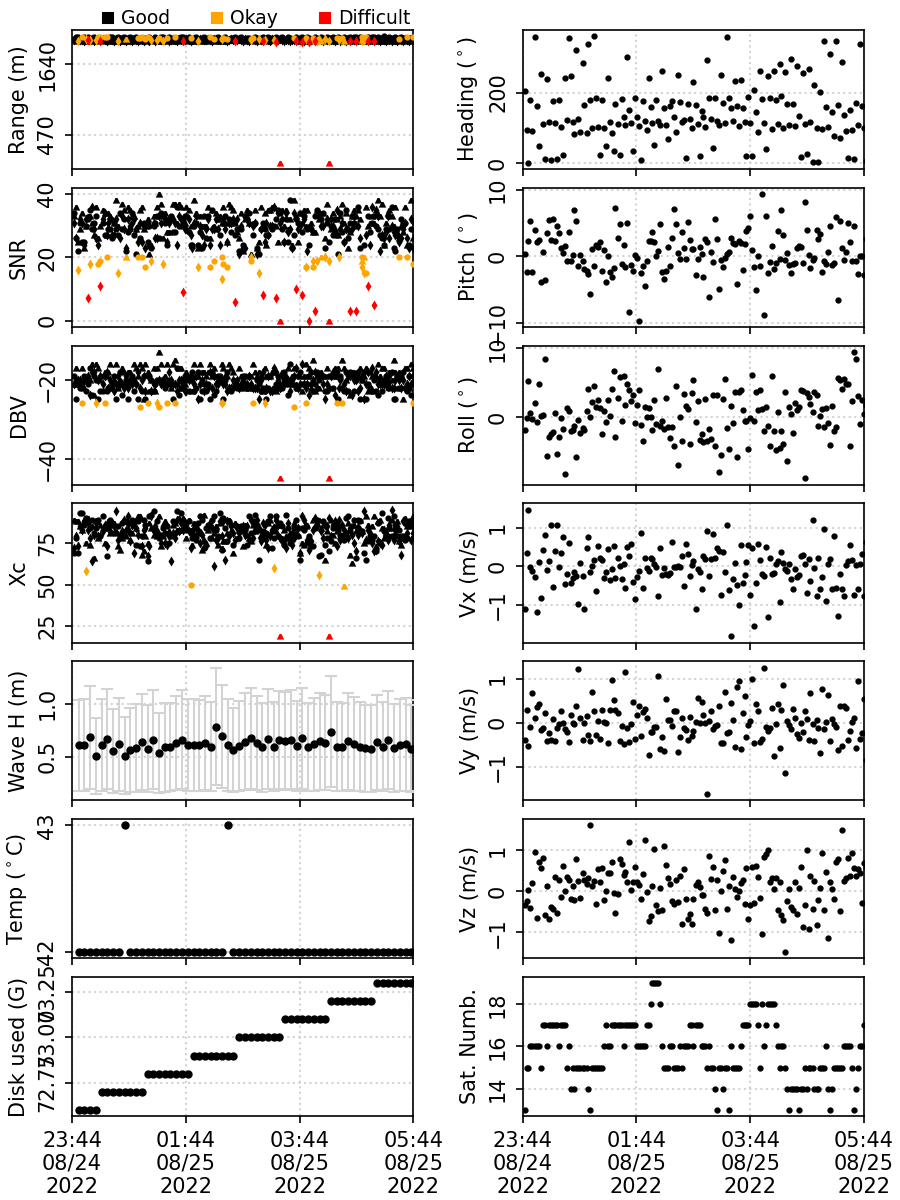 Good Okay Difficult
Range (m)
1640
470
Heading (°)
200
0
SNR
40
20
0
Pitch (°)
10
0
−10
DBV
−20
−40
Roll (°)
10
0
Xc
75
50
25
Vx (m/s)
1
0
−1
Wave H (m)
1.0
0.5
Vy (m/s)
1
0
−1
Temp (°C)
43
42
Vz (m/s)
1
0
−1
Disk used (G)
73.25
73.00
72.75
Sat. Numb.
18
16
14
23:44 01:44 03:44 05:44
08/24 08/25 08/25 08/25
2022 2022 2022 2022
23:44 01:44 03:44 05:44
08/24 08/25 08/25 08/25
2022 2022 2022 2022